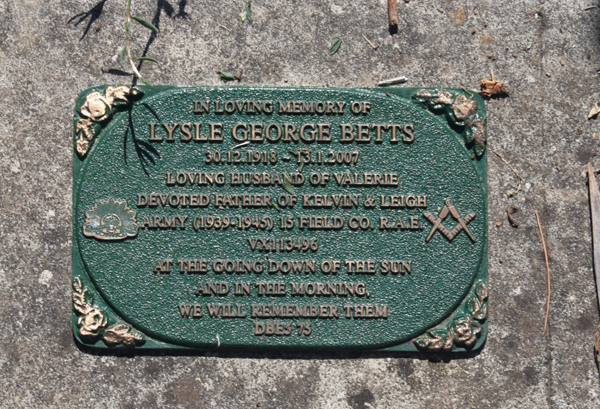 IN LOVING MEMORY OF
LYSLE GEORGE BETTS
30.12.1918 - 13.1.2007
LOVING HUSBAND OF VALERIE
DEVOTED FATHER OF KELVIN & LEIGH
ARMY (1939-1945) 15 FIELD CO. R.A.E.
VX113496
AT THE GOING DOWN OF THE SUN
AND IN THE MORNING,
WE WILL REMEMBER THEM
DBE5 75